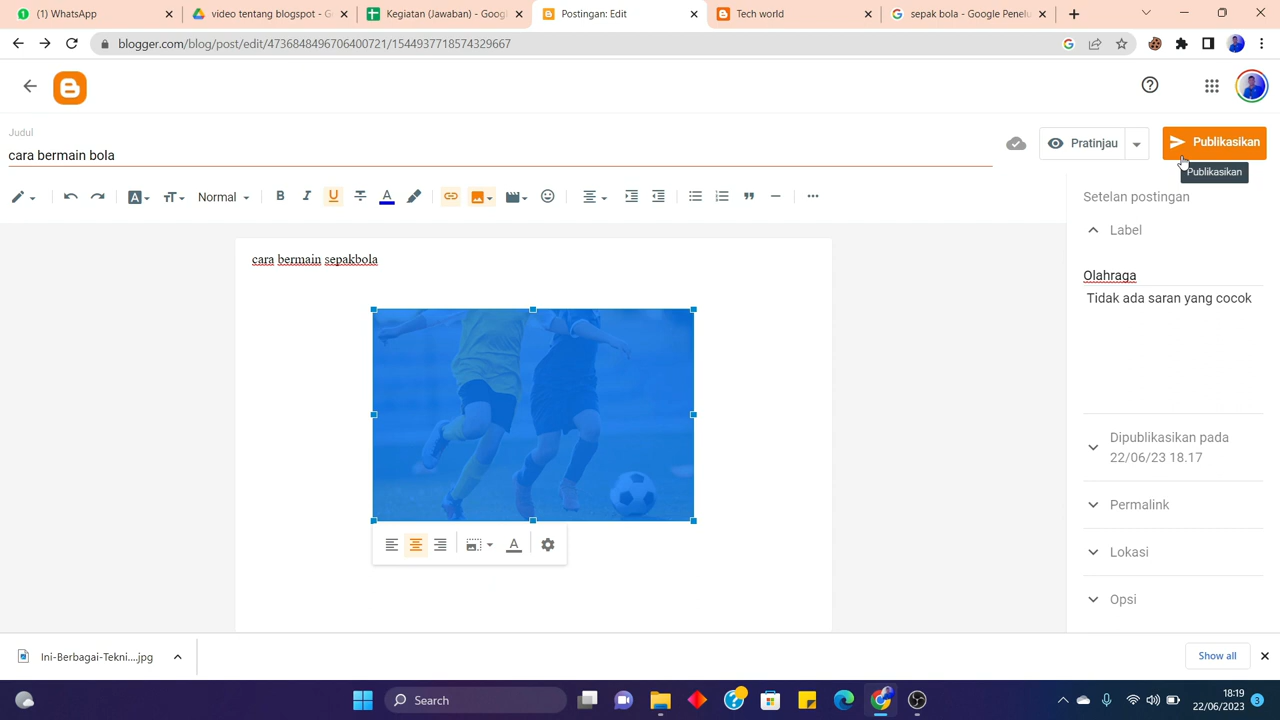 (1) WhatsApp
video tentang blogspot - G
Kegiatan (Jawaban) - Googl
Postingan: Edit
Tech world
sepak bola - Google Penelu
blogger.com/blog/post/edit/4736848496706400721/1544937718574329667
Judul
cara bermain bola
Pratinjau
Publikasikan
Publikasikan
Normal
B
I
U
A
Setelan postingan
Label
Olahraga
Tidak ada saran yang cocok
Dipublikasikan pada
22/06/23 18.17
Permalink
Lokasi
Opsi
cara bermain sepakbola
Ini-Berbagai-Tekni....jpg
Show all
Search
18:19
22/06/2023
3